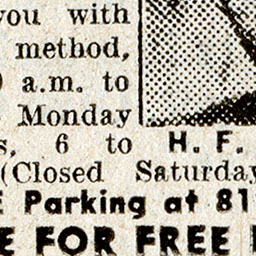 you with
method,
a.m. to
Monday
s, 6 to H. F.
(Closed Saturday
E Parking at 81
E FOR FREE